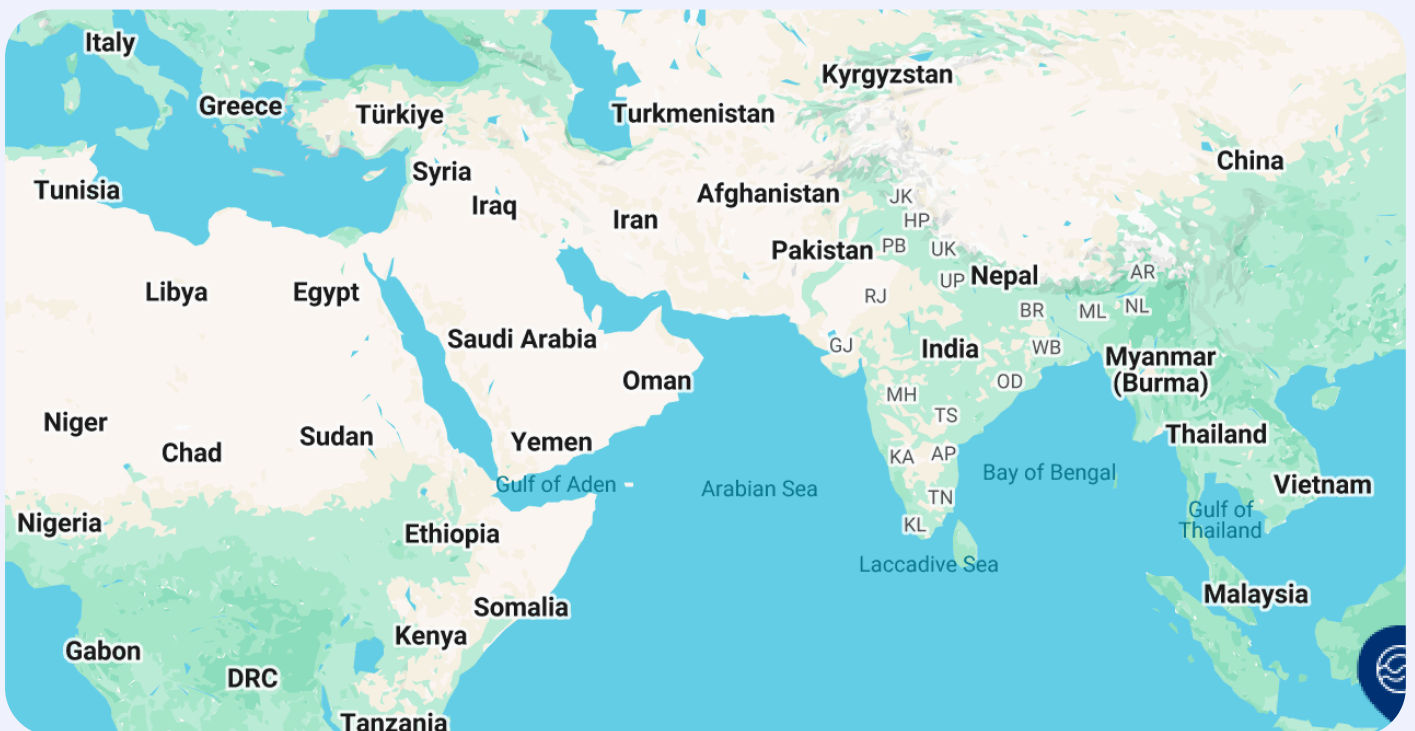 Italy
Kyrgyzstan
Greece
Türkiye
Turkmenistan
China
Syria
Tunisia
Afghanistan
JK
Iraq
Iran
HP
Pakistan
PB
UK
Nepal
AR
UP
Libya
Egypt
RJ
BR
ML
NL
Saudi Arabia
GJ
India
WB
Myanmar
(Burma)
Oman
OD
MH
TS
Niger
Sudan
Yemen
Thailand
Chad
KA
AP
Bay of Bengal
Gulf of Aden
Arabian Sea
Vietnam
TN
Gulf of
Thailand
Nigeria
KL
Ethiopia
Laccadive Sea
Malaysia
Somalia
Kenya
Gabon
DRC
Tanzania